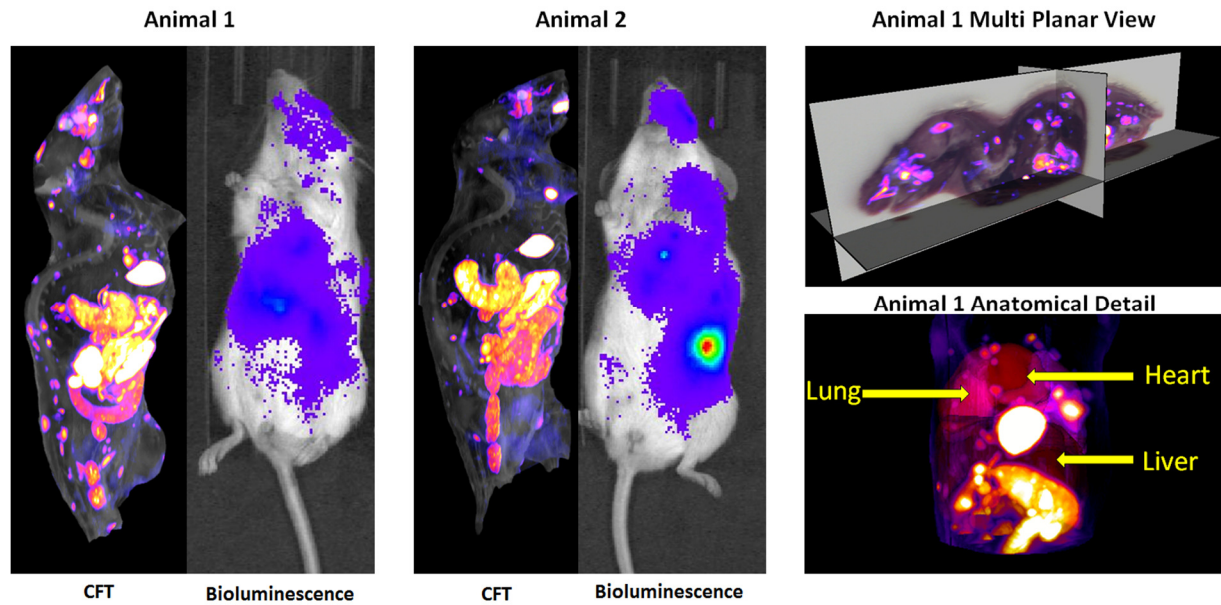 Animal 1
Animal 2
Animal 1 Multi Planar View
Animal 1 Anatomical Detail
Lung
Heart
Liver
CFT
Bioluminescence
CFT
Bioluminescence